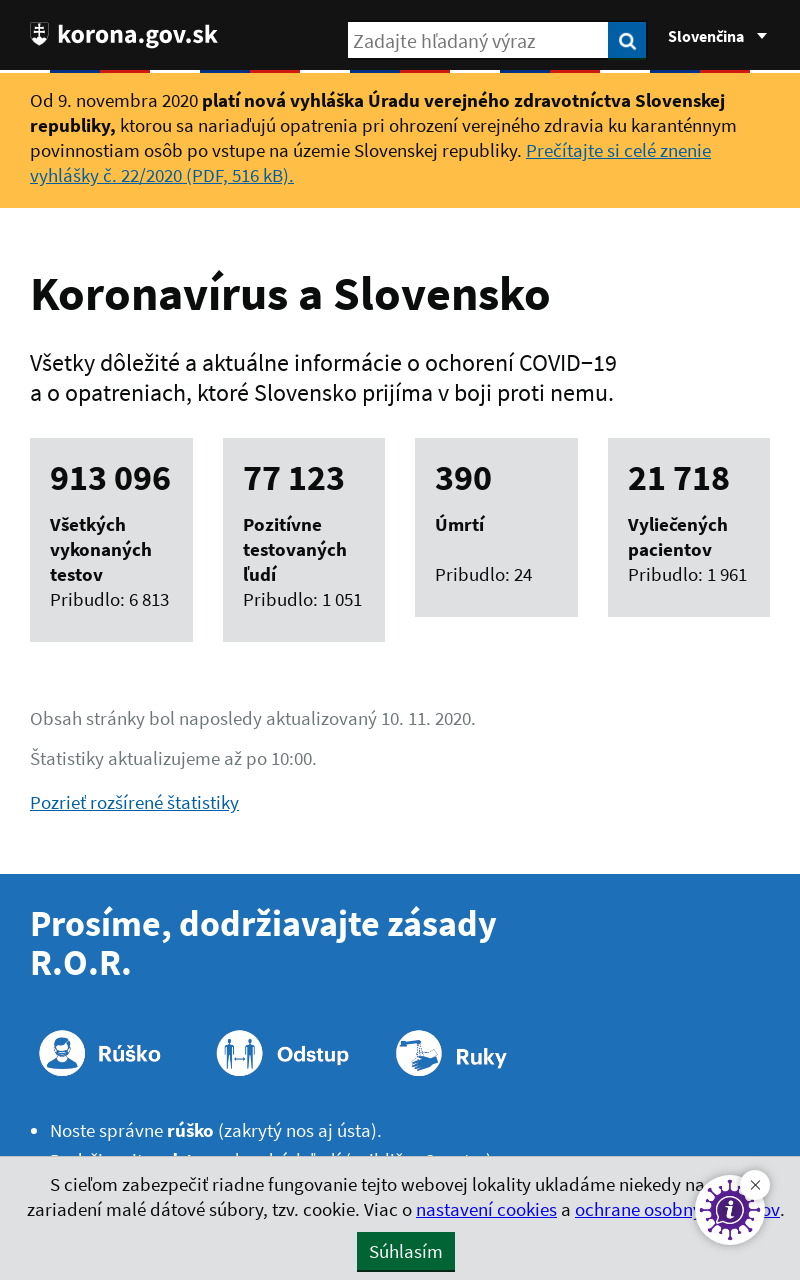 korona.gov.sk
Zadajte hľadaný výraz
Slovenčina
Od 9. novembra 2020 platí nová vyhláška Úradu verejného zdravotníctva Slovenskej
republiky, ktorou sa nariaďujú opatrenia pri ohrození verejného zdravia ku karanténnym
povinnostiam osôb po vstupe na územie Slovenskej republiky. Prečítajte si celé znenie
vyhlášky č. 22/2020 (PDF, 516 kB).
Koronavírus a Slovensko
Všetky dôležité a aktuálne informácie o ochorení COVID−19
a o opatreniach, ktoré Slovensko prijíma v boji proti nemu.
913 096
Všetkých
vykonaných
testov
Pribudlo: 6 813
77 123
Pozitívne
testovaných
ľudí
Pribudlo: 1 051
390
Úmrtí
Pribudlo: 24
21 718
Vyliečených
pacientov
Pribudlo: 1 961
Obsah stránky bol naposledy aktualizovaný 10. 11. 2020.
Štatistiky aktualizujeme až po 10:00.
Pozrieť rozšírené štatistiky
Prosíme, dodržiavajte zásady
R.O.R.
Rúško
Odstup
Ruky
Noste správne rúško (zakrytý nos aj ústa).
S cieľom zabezpečiť riadne fungovanie tejto webovej lokality ukladáme niekedy na
zariadení malé dátové súbory, tzv. cookie. Viac o nastavení cookies a ochrane
Súhlasím